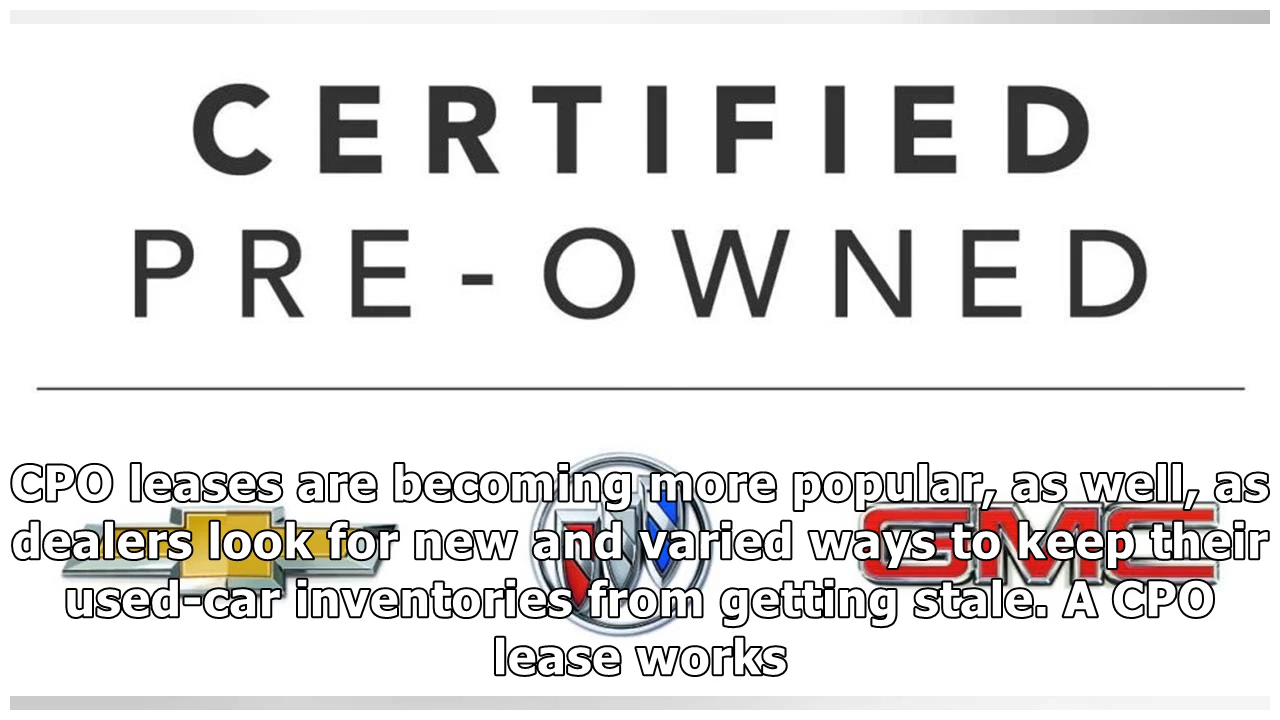 CERTIFIED
PRE-OWNED
CPO leases are becoming more popular, as well, as
dealers look for new and varied ways to keep their
used-car inventories from getting stale. A CPO
lease works
GMC